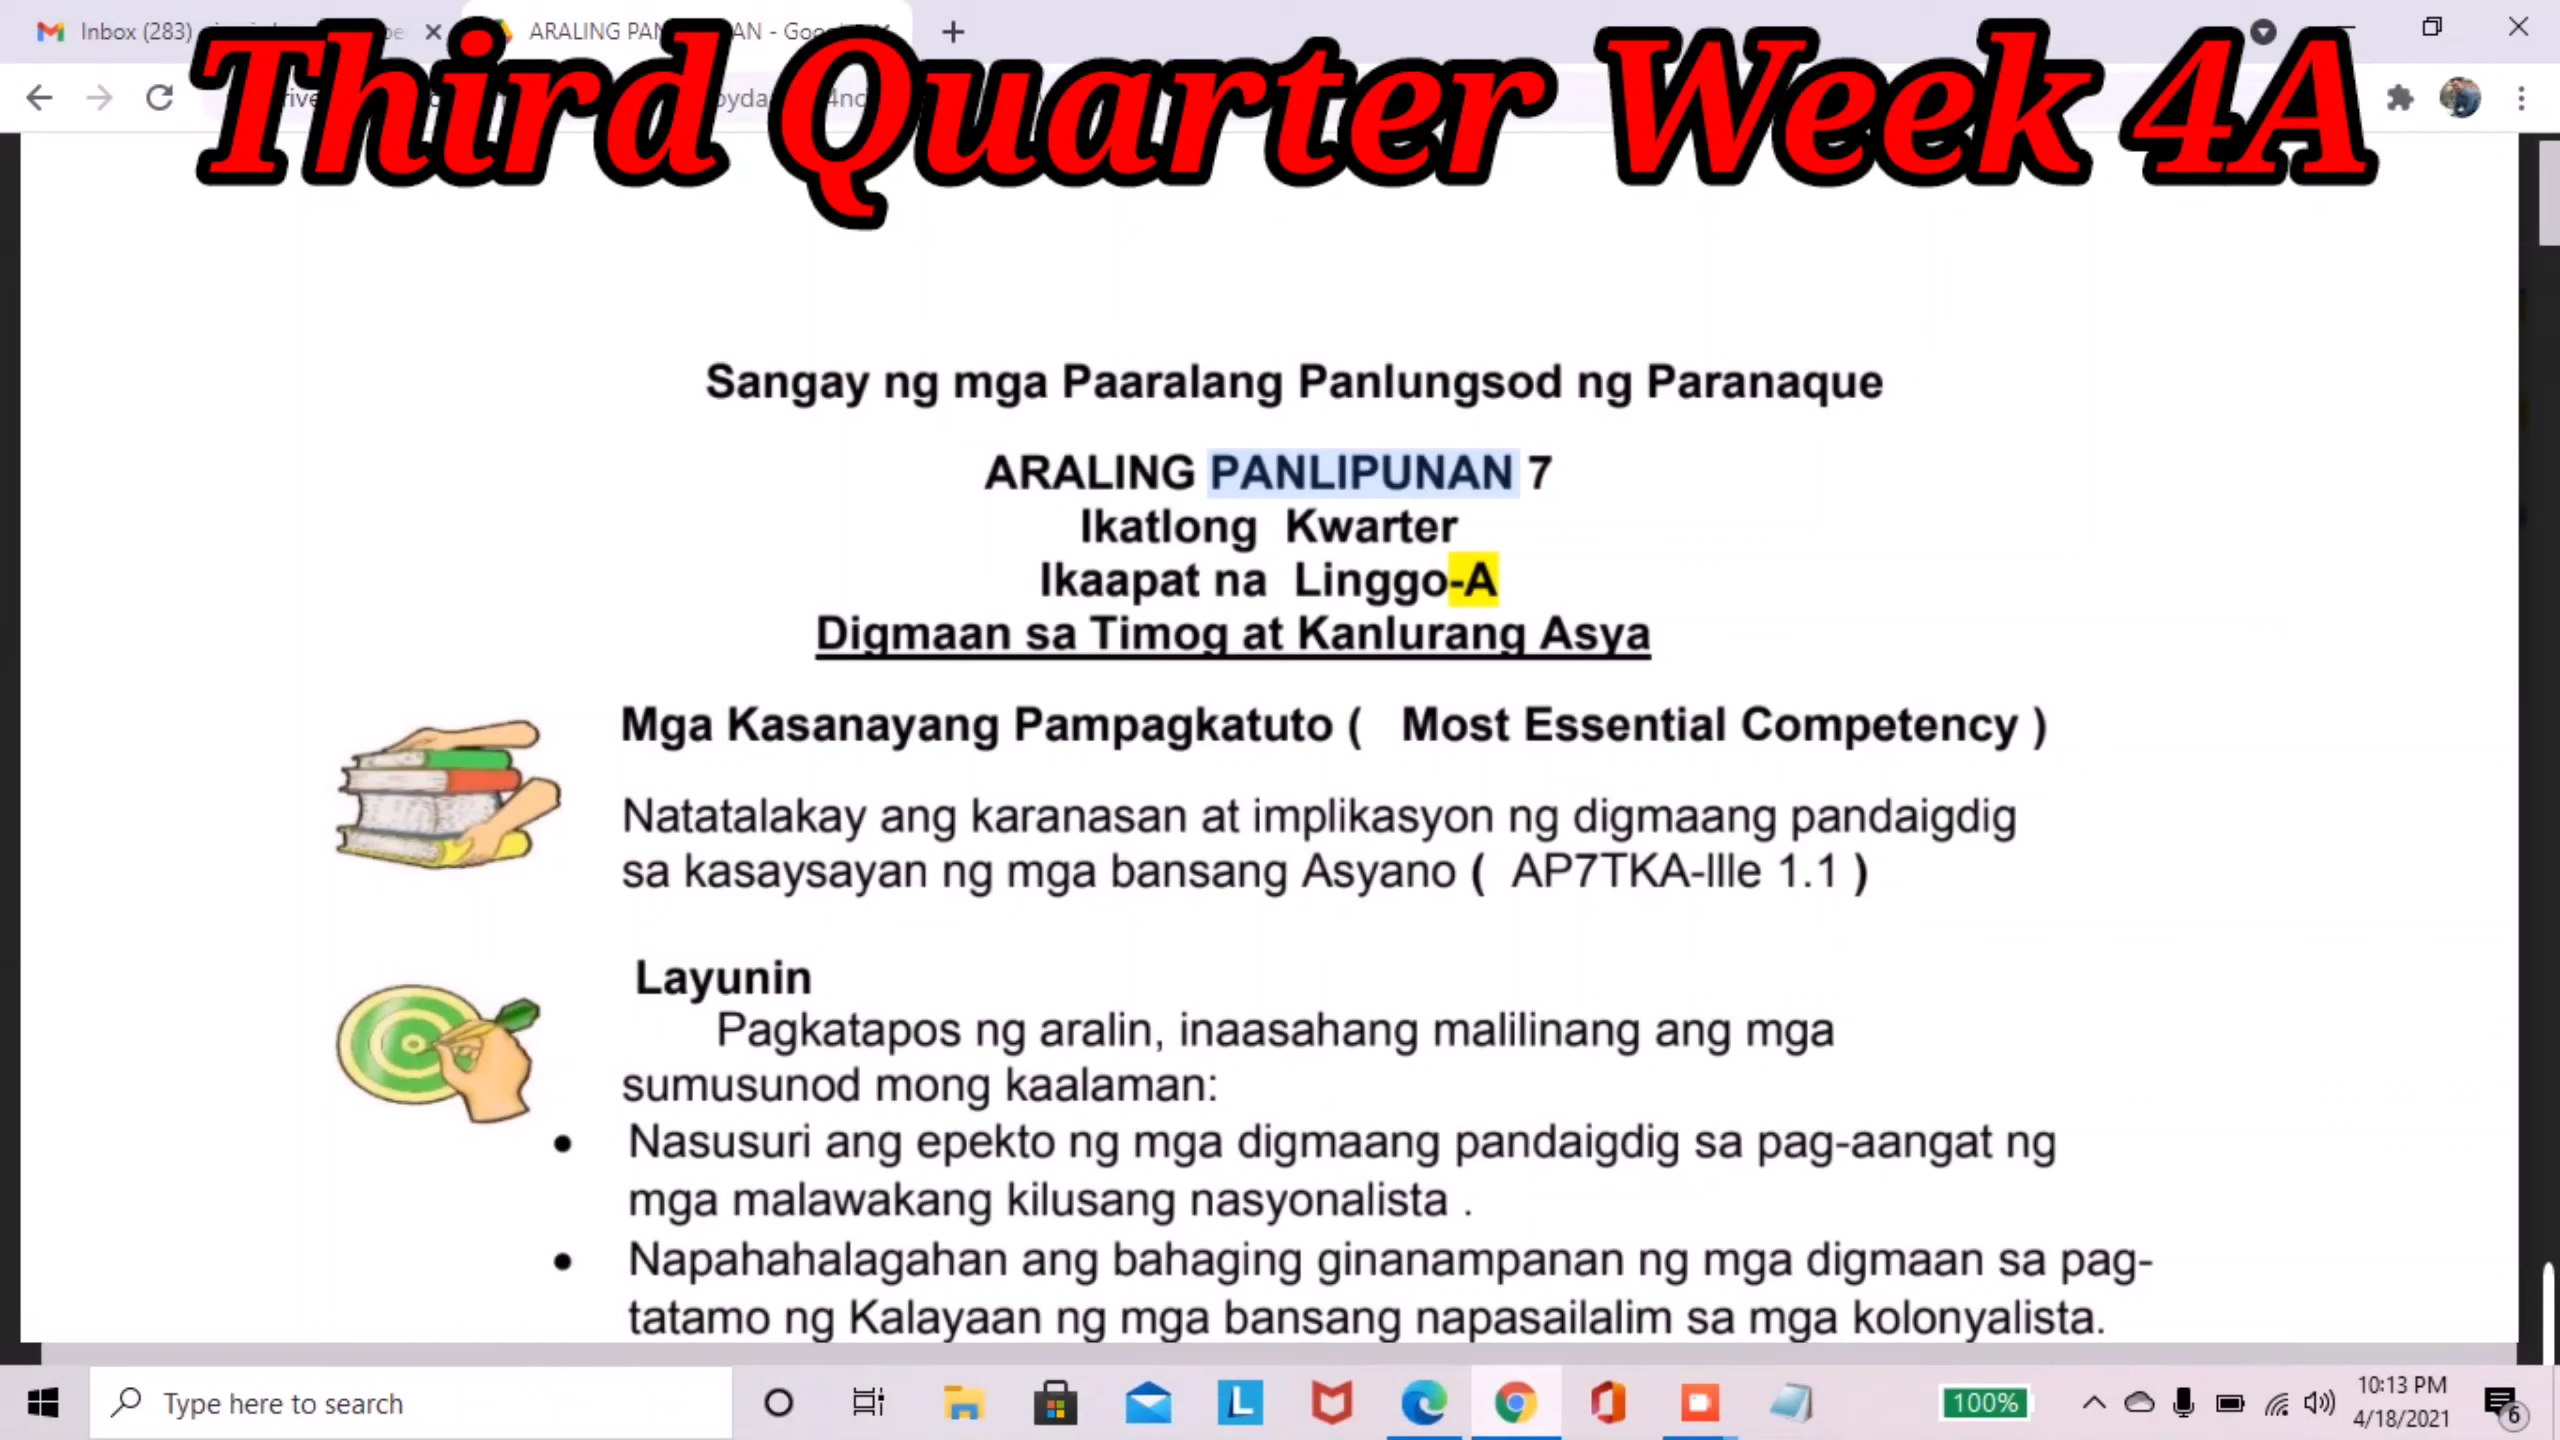 Inbox (283)
ARALING PAN AN - Goo
Third Quarter Week 4A
Sangay ng mga Paaralang Panlungsod ng Paranaque
ARALING PANLIPUNAN 7
Ikatlong Kwarter
Ikaapat na Linggo-A
Digmaan sa Timog at Kanlurang Asya
Mga Kasanayang Pampagkatuto ( Most Essential Competency )
Natatalakay ang karanasan at implikasyon ng digmaang pandaigdig
sa kasaysayan ng mga bansang Asyano ( AP7TKA-IIIe 1.1 )
Layunin
Pagkatapos ng aralin, inaasahang malilinang ang mga
sumusunod mong kaalaman:
• Nasusuri ang epekto ng mga digmaang pandaigdig sa pag-aangat ng
mga malawakang kilusang nasyonalista .
• Napahahalagahan ang bahaging ginanampanan ng mga digmaan sa pag-
tatamo ng Kalayaan ng mga bansang napasailalim sa mga kolonyalista.
Type here to search
L
100%
10:13 PM
4/18/2021
6